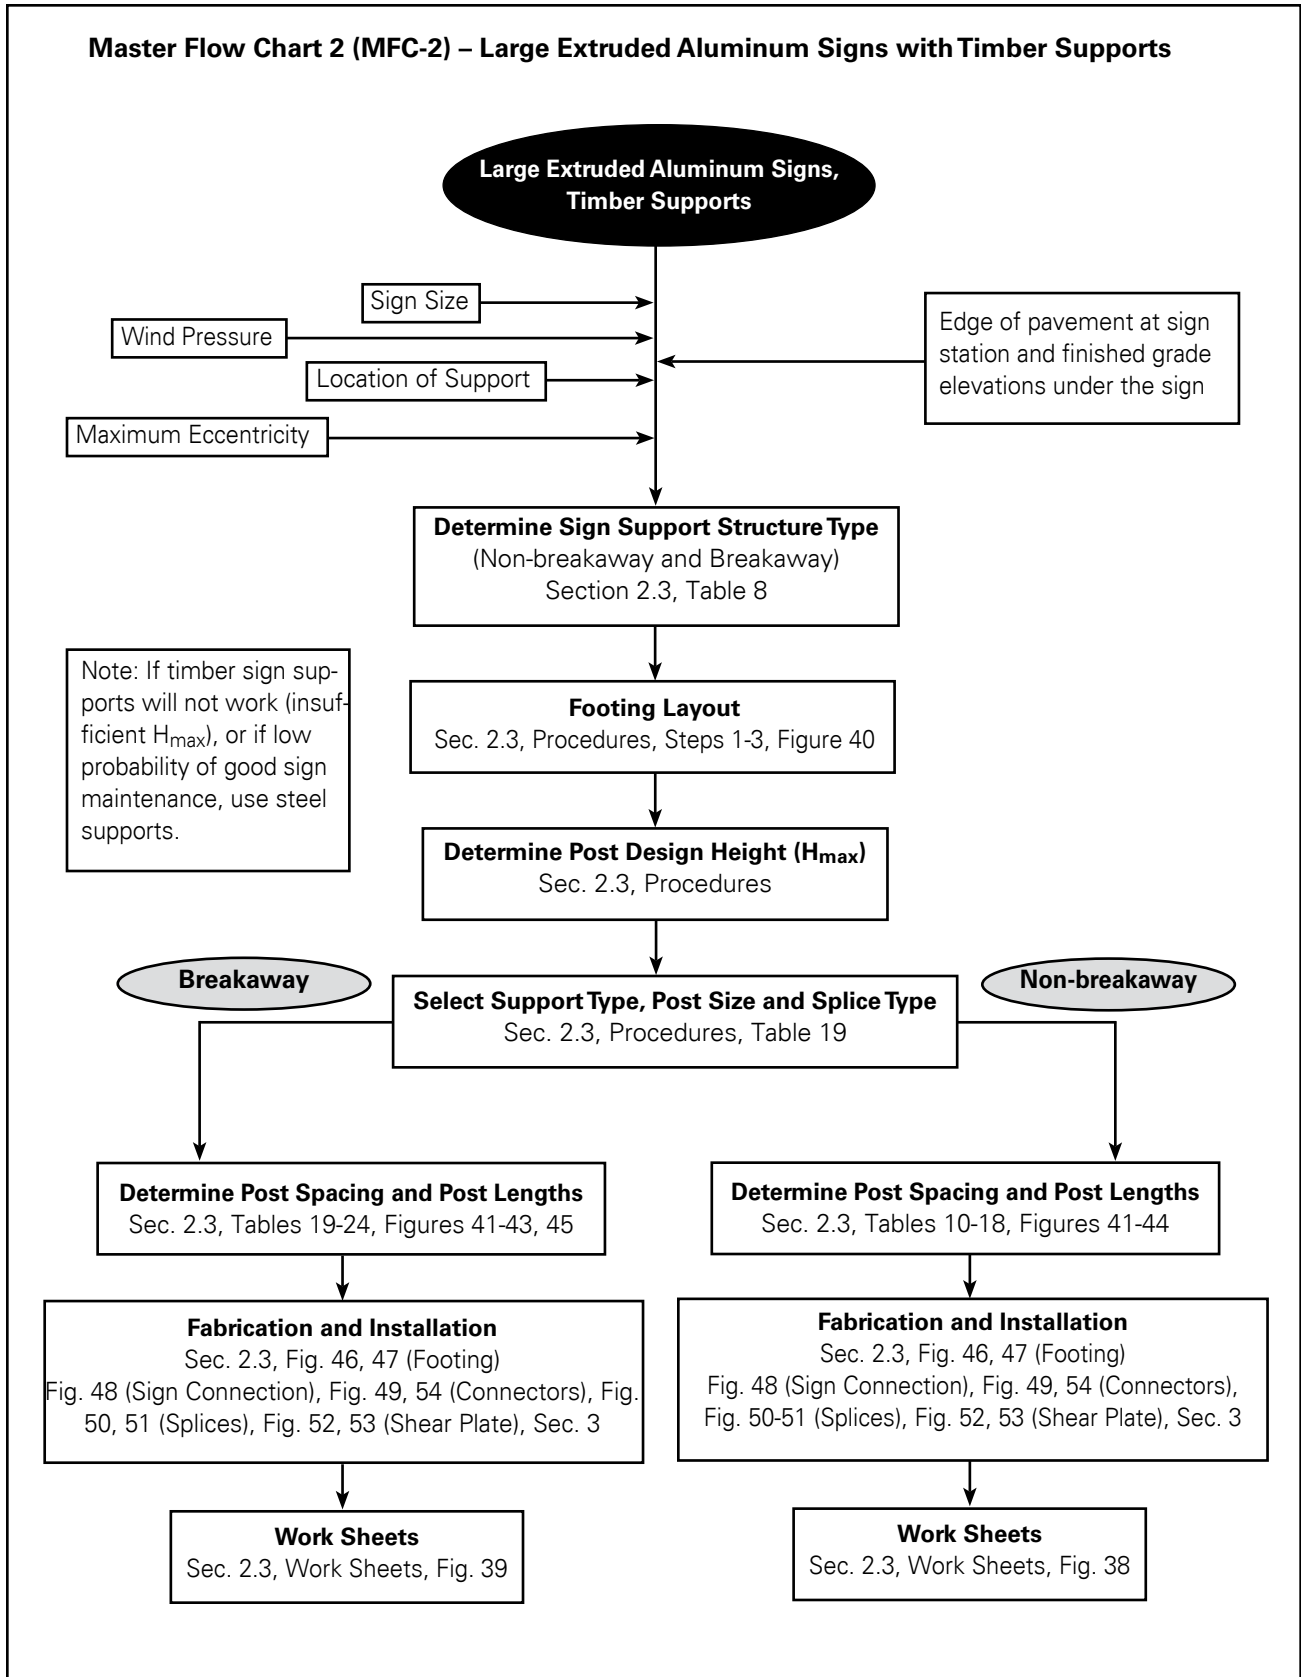 Master Flow Chart 2 (MFC-2) – Large Extruded Aluminum Signs with Timber Supports
Large Extruded Aluminum Signs,
Timber Supports
Sign Size
Wind Pressure
Location of Support
Maximum Eccentricity
Edge of pavement at sign
station and finished grade
elevations under the sign
Determine Sign Support Structure Type
(Non-breakaway and Breakaway)
Section 2.3, Table 8
Note: If timber sign sup-
ports will not work (insuf-
ficient Hmax), or if low
probability of good sign
maintenance, use steel
supports.
Footing Layout
Sec. 2.3, Procedures, Steps 1-3, Figure 40
Determine Post Design Height (Hmax)
Sec. 2.3, Procedures
Breakaway
Select Support Type, Post Size and Splice Type
Sec. 2.3, Procedures, Table 19
Non-breakaway
Determine Post Spacing and Post Lengths
Sec. 2.3, Tables 19-24, Figures 41-43, 45
Determine Post Spacing and Post Lengths
Sec. 2.3, Tables 10-18, Figures 41-44
Fabrication and Installation
Sec. 2.3, Fig. 46, 47 (Footing)
Fig. 48 (Sign Connection), Fig. 49, 54 (Connectors), Fig.
50, 51 (Splices), Fig. 52, 53 (Shear Plate), Sec. 3
Fabrication and Installation
Sec. 2.3, Fig. 46, 47 (Footing)
Fig. 48 (Sign Connection), Fig. 49, 54 (Connectors),
Fig. 50-51 (Splices), Fig. 52, 53 (Shear Plate), Sec. 3
Work Sheets
Sec. 2.3, Work Sheets, Fig. 39
Work Sheets
Sec. 2.3, Work Sheets, Fig. 38